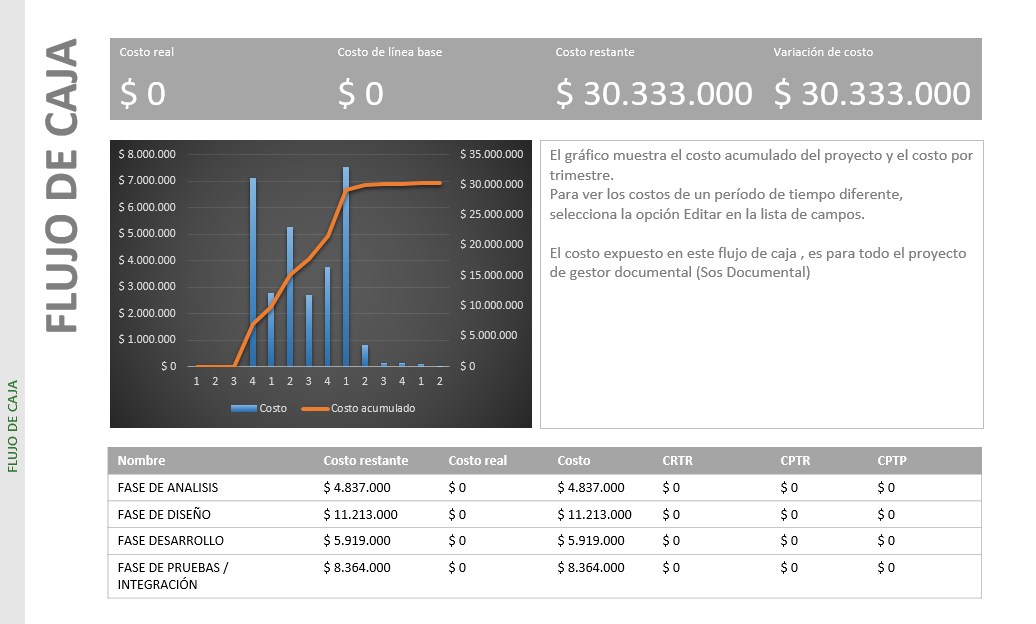 FLUJO DE CAJA
FLUJO DE CAJA
Costo real
$ 0
Costo de línea base
$ 0
Costo restante
$ 30.333.000
Variación de costo
$ 30.333.000
$ 8.000.000
$ 7.000.000
$ 6.000.000
$ 5.000.000
$ 4.000.000
$ 3.000.000
$ 2.000.000
$ 1.000.000
$ 0
$ 35.000.000
$ 30.000.000
$ 25.000.000
$ 20.000.000
$ 15.000.000
$ 10.000.000
$ 5.000.000
$ 0
1 2 3 4 1 2 3 4 1 2 3 4 1 2
Costo Costo acumulado
El gráfico muestra el costo acumulado del proyecto y el costo por
trimestre.
Para ver los costos de un período de tiempo diferente,
selecciona la opción Editar en la lista de campos.
El costo expuesto en este flujo de caja , es para todo el proyecto
de gestor documental (Sos Documental)
Nombre Costo restante Costo real Costo CRTR CPTR CPTP
FASE DE ANALISIS $ 4.837.000 $ 0 $ 4.837.000 $ 0 $ 0 $ 0
FASE DE DISEÑO $ 11.213.000 $ 0 $ 11.213.000 $ 0 $ 0 $ 0
FASE DESARROLLO $ 5.919.000 $ 0 $ 5.919.000 $ 0 $ 0 $ 0
FASE DE PRUEBAS / $ 8.364.000 $ 0 $ 8.364.000 $ 0 $ 0 $ 0
INTEGRACIÓN